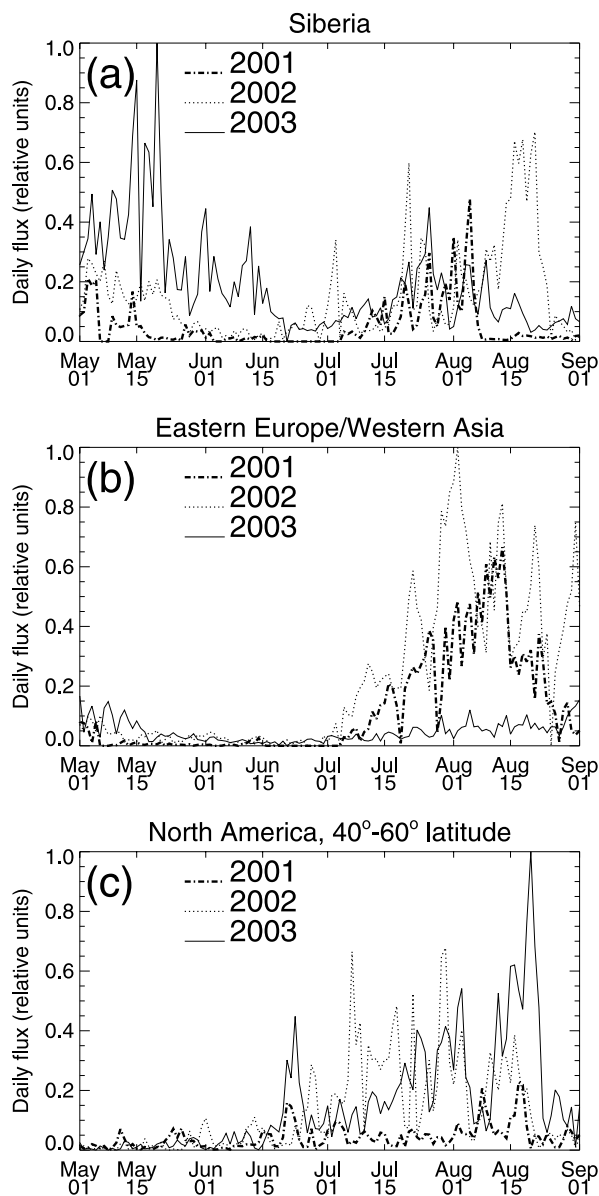 Siberia
(a)
2001
2002
2003
Daily flux (relative units)
1.0
0.8
0.6
0.4
0.2
0.0
May May Jun Jun Jul Jul Aug Aug Sep
01 15 01 15 01 15 01 15 01
Eastern Europe/Western Asia
(b)
2001
2002
2003
Daily flux (relative units)
1.0
0.8
0.6
0.4
0.2
0.0
May May Jun Jun Jul Jul Aug Aug Sep
01 15 01 15 01 15 01 15 01
North America, 40°-60° latitude
(c)
2001
2002
2003
Daily flux (relative units)
1.0
0.8
0.6
0.4
0.2
0.0
May May Jun Jun Jul Jul Aug Aug Sep
01 15 01 15 01 15 01 15 01